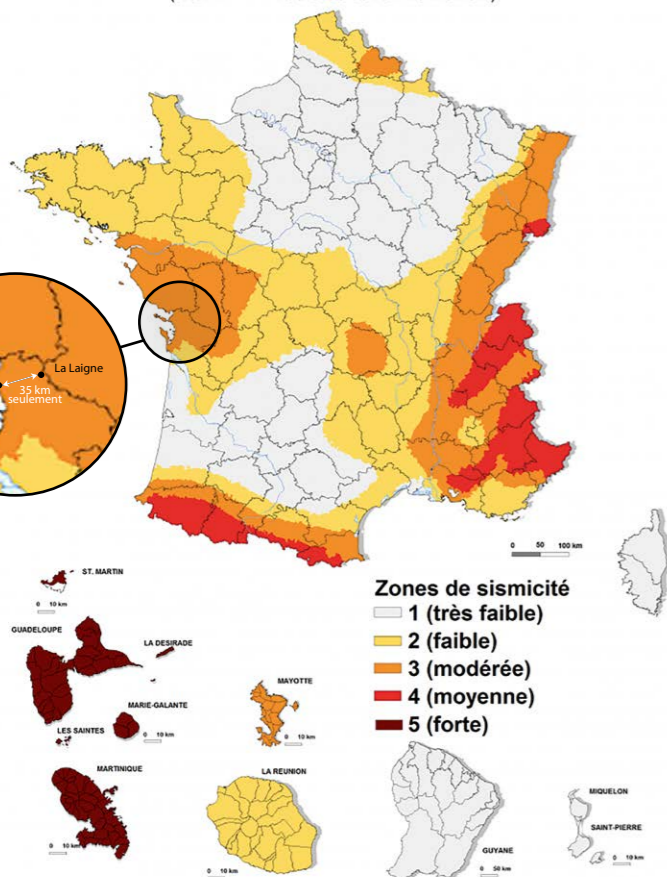 La Laigne
35 km
seulement
0 50 100 km
ST. MARTIN
0 10 km
GUADELOUPE
LA DESIRADE
MARIE-GALANTE
0 10 km
LES SAINTES
MAYOTTE
0 10 km
Zones de sismicité
1 (très faible)
2 (faible)
3 (modérée)
4 (moyenne)
5 (forte)
MARTINIQUE
0 10 km
LA REUNION
0 10 km
GUYANE
0 50 km
MIQUELON
SAINT-PIERRE
0 10 km